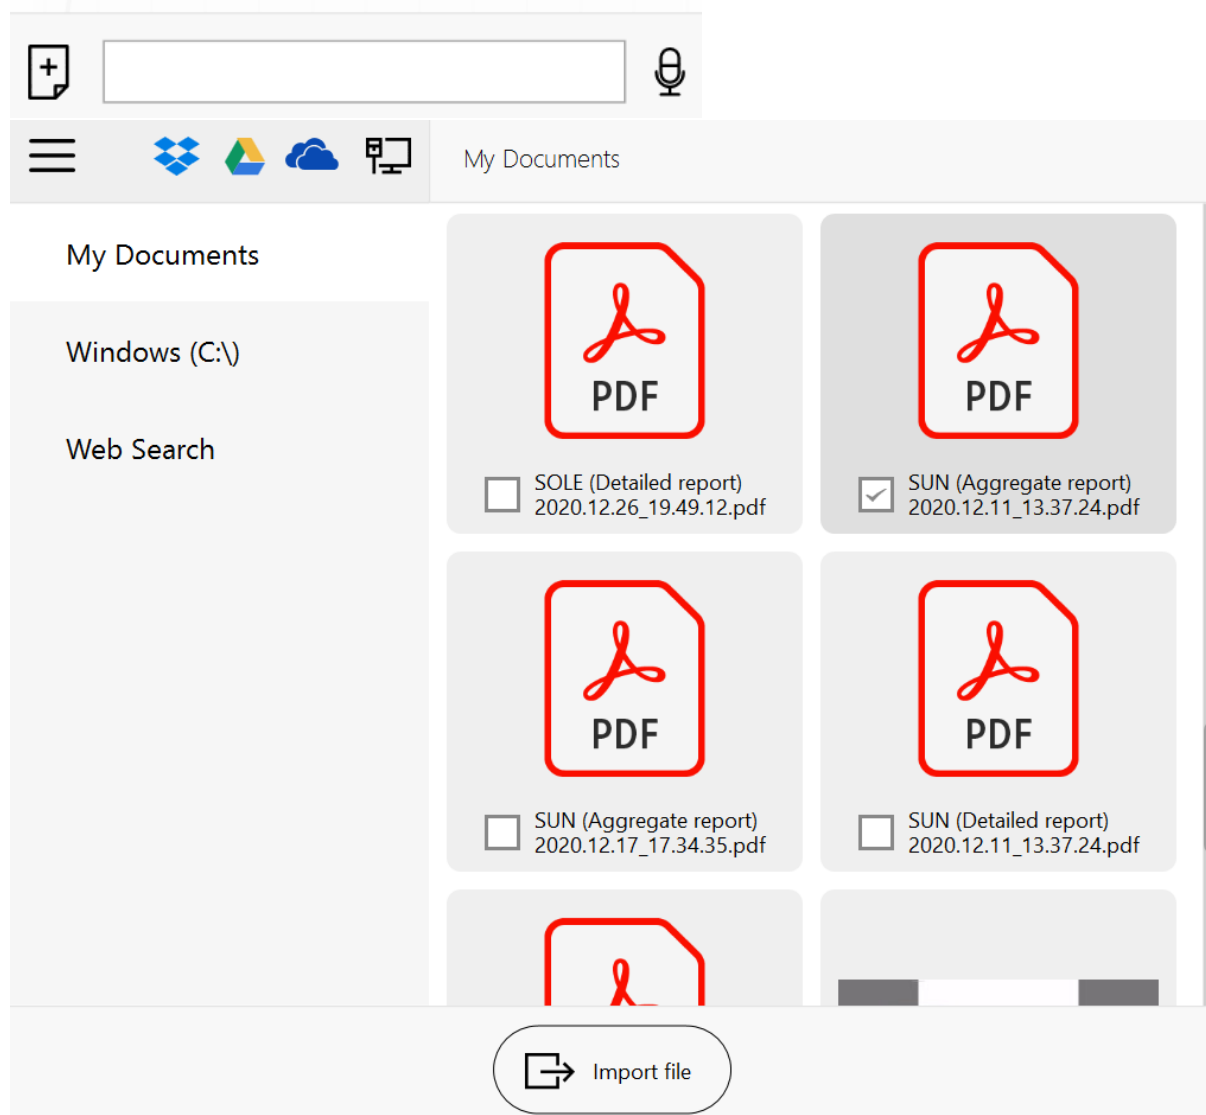 My Documents
My Documents
Windows (C:\)
Web Search
PDF
SOLE (Detailed report)
2020.12.26_19.49.12.pdf
PDF
SUN (Aggregate report)
2020.12.11_13.37.24.pdf
PDF
SUN (Aggregate report)
2020.12.17_17.34.35.pdf
PDF
SUN (Detailed report)
2020.12.11_13.37.24.pdf
Import file